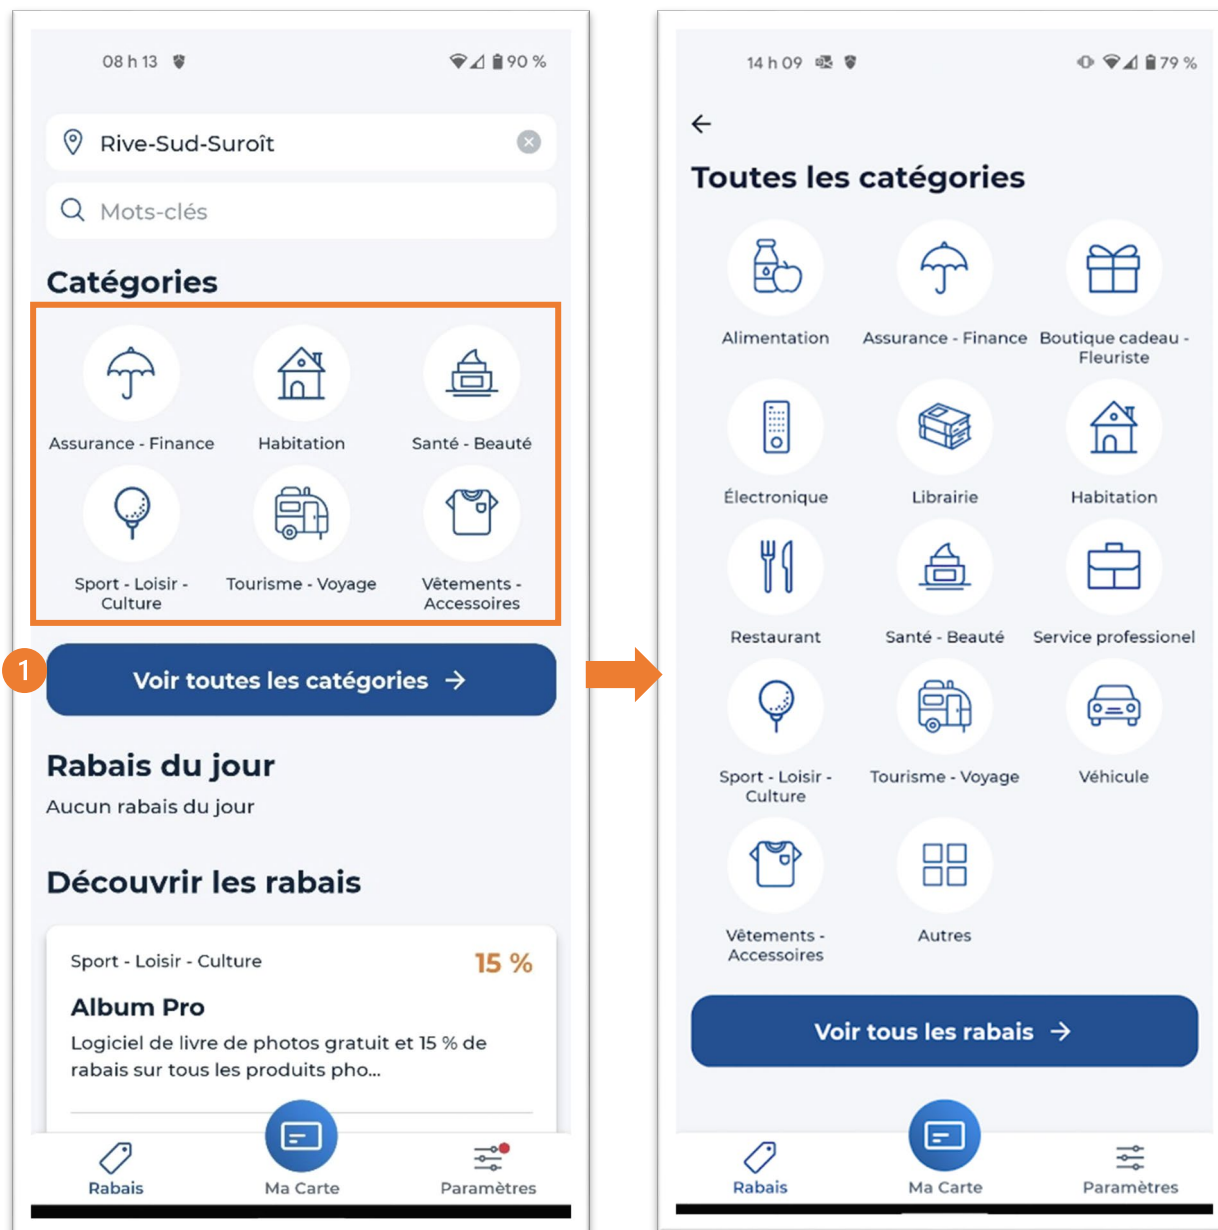 08 h 13
90 %
Rive-Sud-Suroît
Mots-clés
Catégories
Assurance - Finance
Habitation
Santé - Beauté
Sport - Loisir -
Culture
Tourisme - Voyage
Vêtements -
Accessoires
1
Voir toutes les catégories →
Rabais du jour
Aucun rabais du jour
Découvrir les rabais
Sport - Loisir - Culture
15 %
Album Pro
Logiciel de livre de photos gratuit et 15 % de
rabais sur tous les produits pho...
Rabais
Ma Carte
Paramètres
14 h 09
79 %
←
Toutes les catégories
Alimentation
Assurance - Finance
Boutique cadeau -
Fleuriste
Électronique
Librairie
Habitation
Restaurant
Santé - Beauté
Service professionel
Sport - Loisir -
Culture
Tourisme - Voyage
Véhicule
Vêtements -
Accessoires
Autres
Voir tous les rabais →
Rabais
Ma Carte
Paramètres